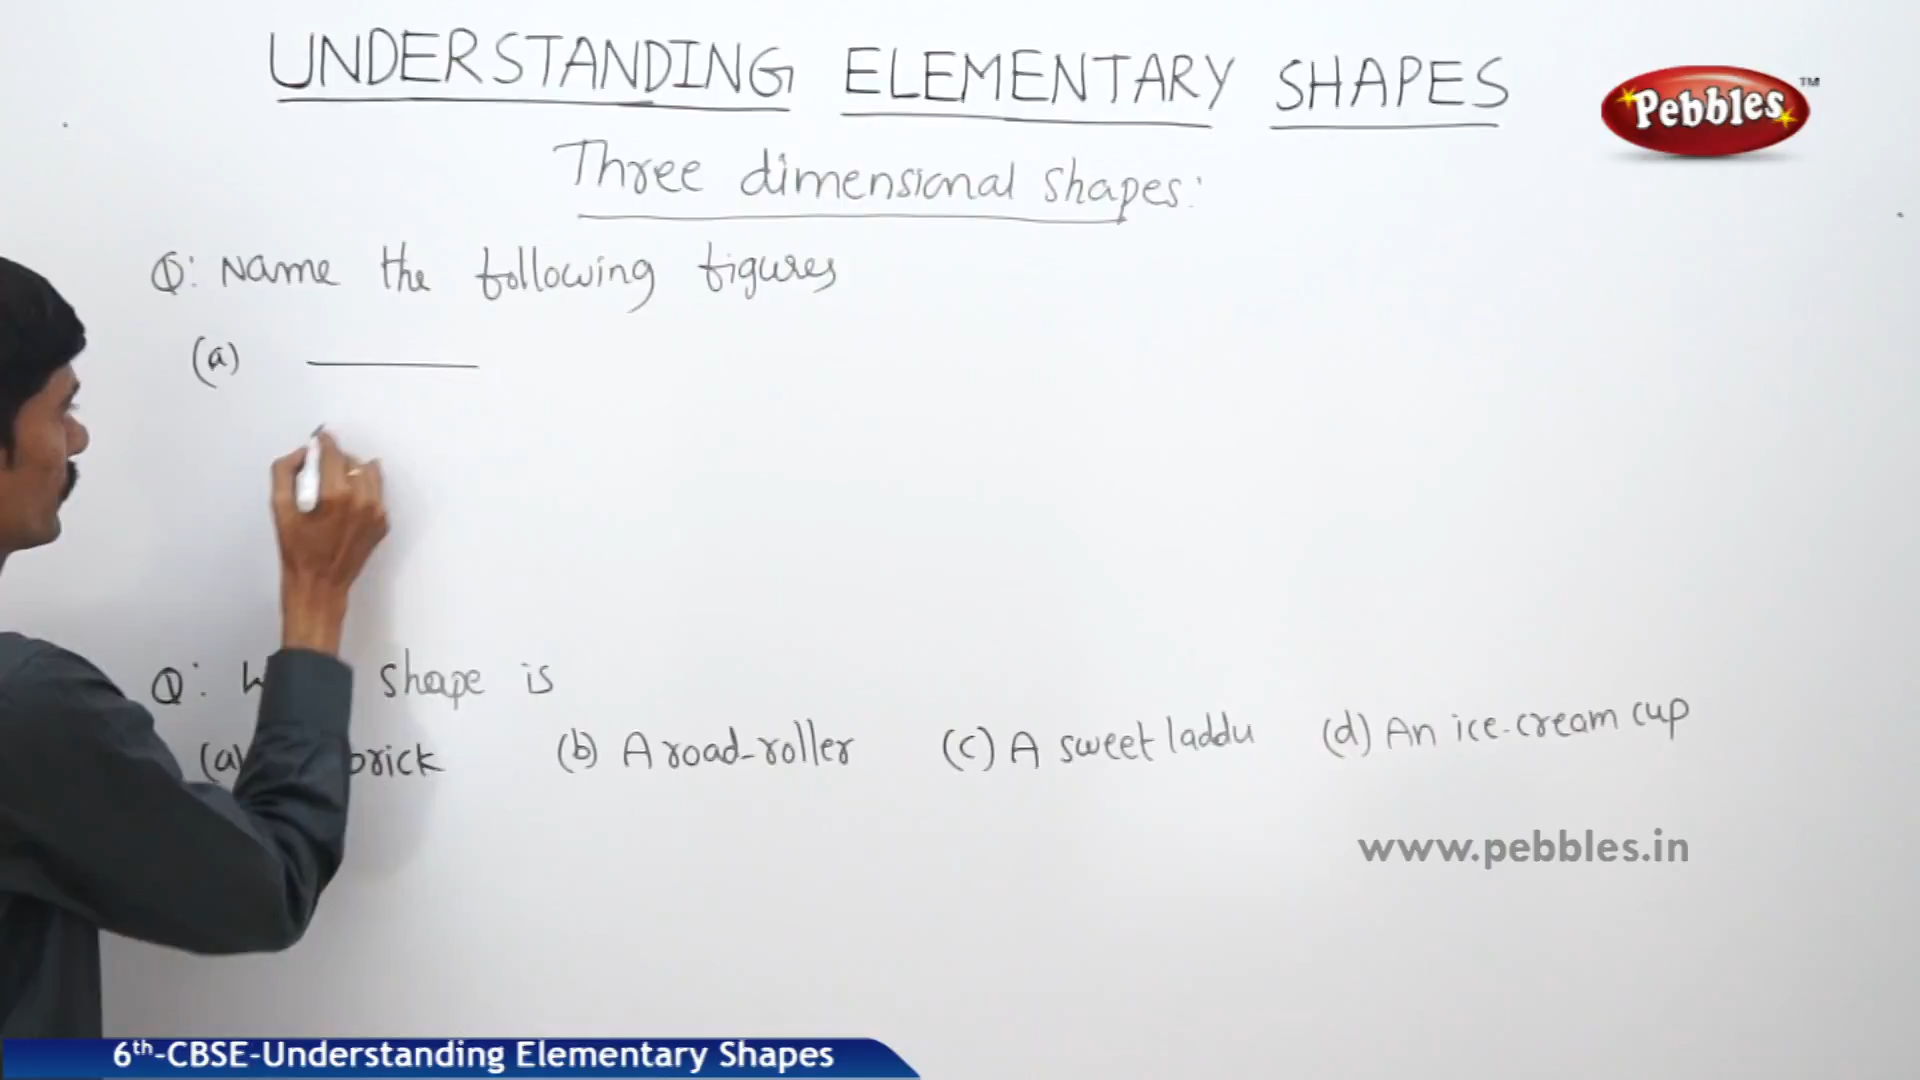 UNDERSTANDING ELEMENTARY SHAPES
Pebbles TM
Three dimensional shapes:
Q: Name the following figures
(a)
Q: shape is
(a) brick (b) A road-roller (c) A sweet laddu (d) An ice-cream cup
www.pebbles.in
6th-CBSE-Understanding Elementary Shapes